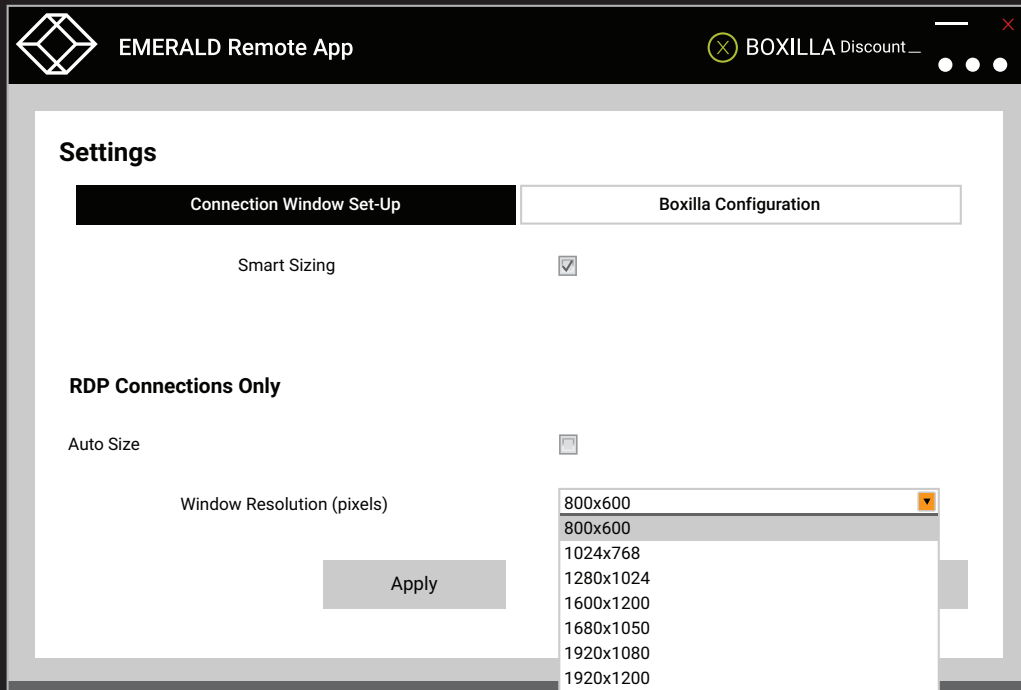 EMERALD Remote App
BOXILLA Discount_
Settings
Connection Window Set-Up
Boxilla Configuration
Smart Sizing
RDP Connections Only
Auto Size
Window Resolution (pixels)
800x600
800x600
1024x768
1280x1024
1600x1200
1680x1050
1920x1080
1920x1200
Apply